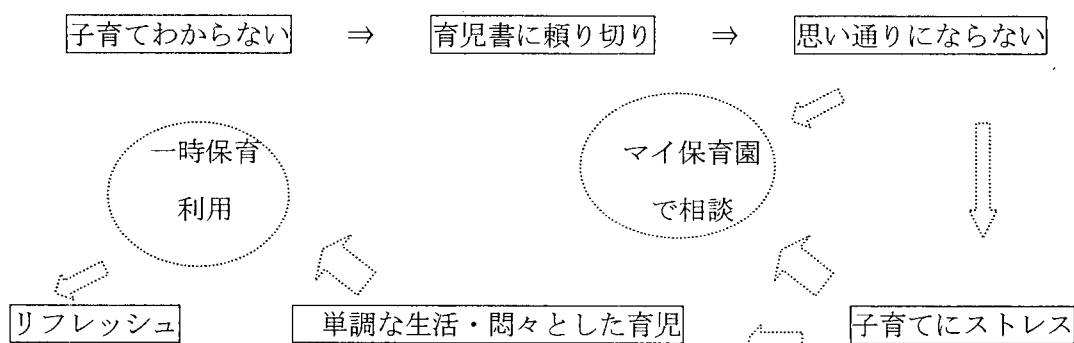 子育てわからない ⇒ 育児書に頼り切り ⇒ 思い通りにならない
一時保育
利用
マイ保育園
で相談
リフレッシュ
単調な生活・悶々とした育児
子育てにストレス